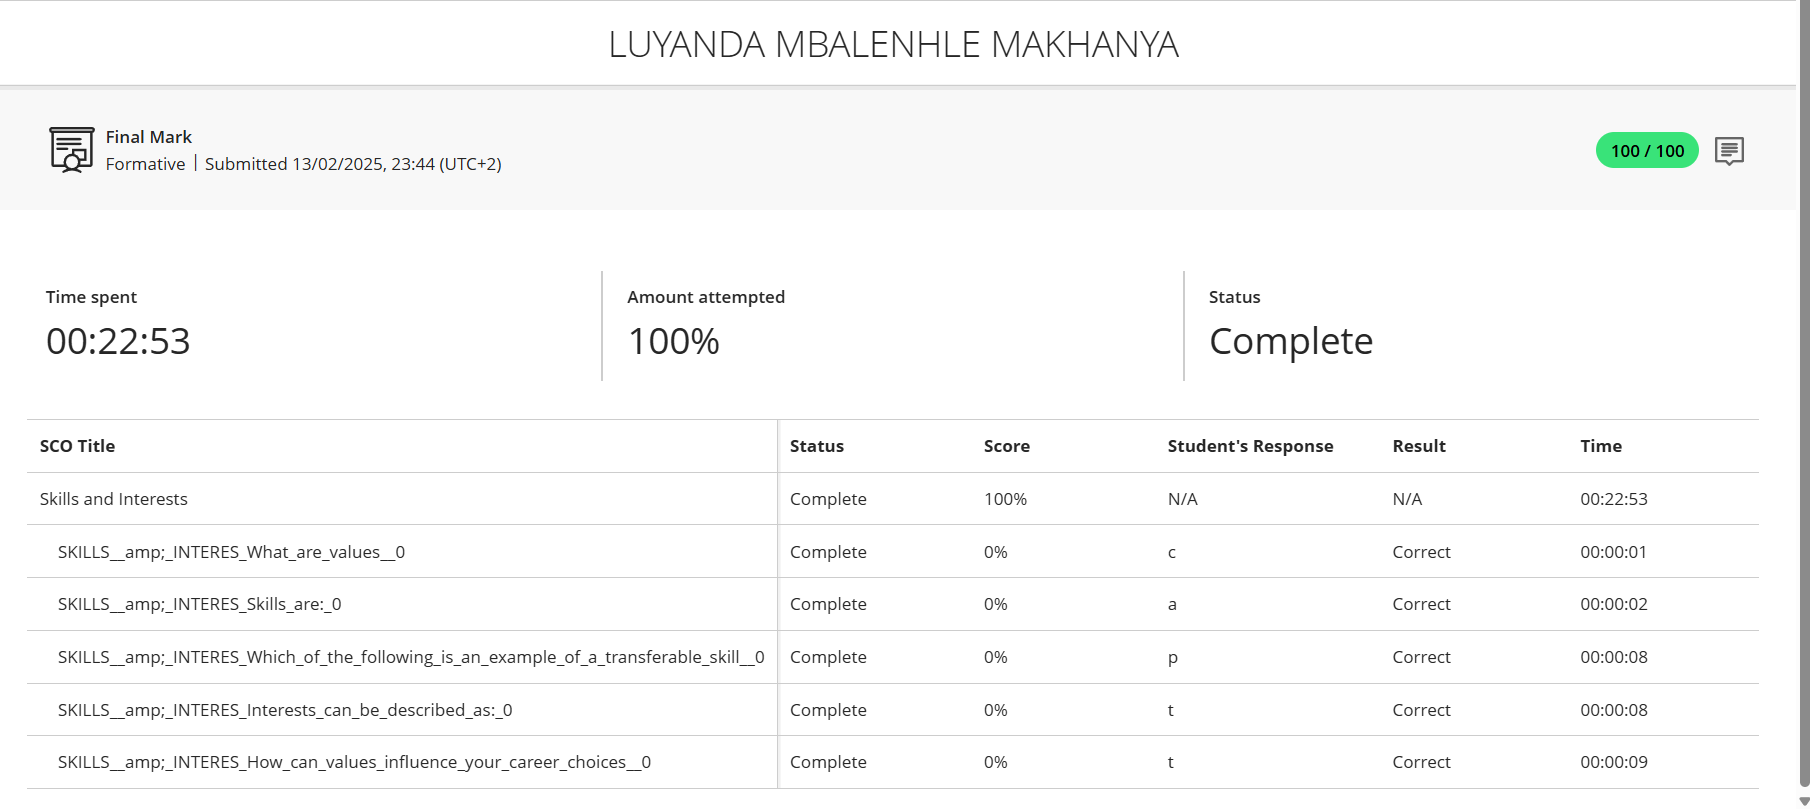 LUYANDA MBALENHLE MAKHANYA
Final Mark
Formative | Submitted 13/02/2025, 23:44 (UTC+2)
100 / 100
Time spent
00:22:53
Amount attempted
100%
Status
Complete
SCO Title Status Score Student's Response Result Time
Skills and Interests Complete 100% N/A N/A 00:22:53
SKILLS__amp;_INTERES_What_are_values__0 Complete 0% c Correct 00:00:01
SKILLS__amp;_INTERES_Skills_are:_0 Complete 0% a Correct 00:00:02
SKILLS__amp;_INTERES_Which_of_the_following_is_an_example_of_a_transferable_skill__0 Complete 0% p Correct 00:00:08
SKILLS__amp;_INTERES_Interests_can_be_described_as:_0 Complete 0% t Correct 00:00:08
SKILLS__amp;_INTERES_How_can_values_influence_your_career_choices__0 Complete 0% t Correct 00:00:09